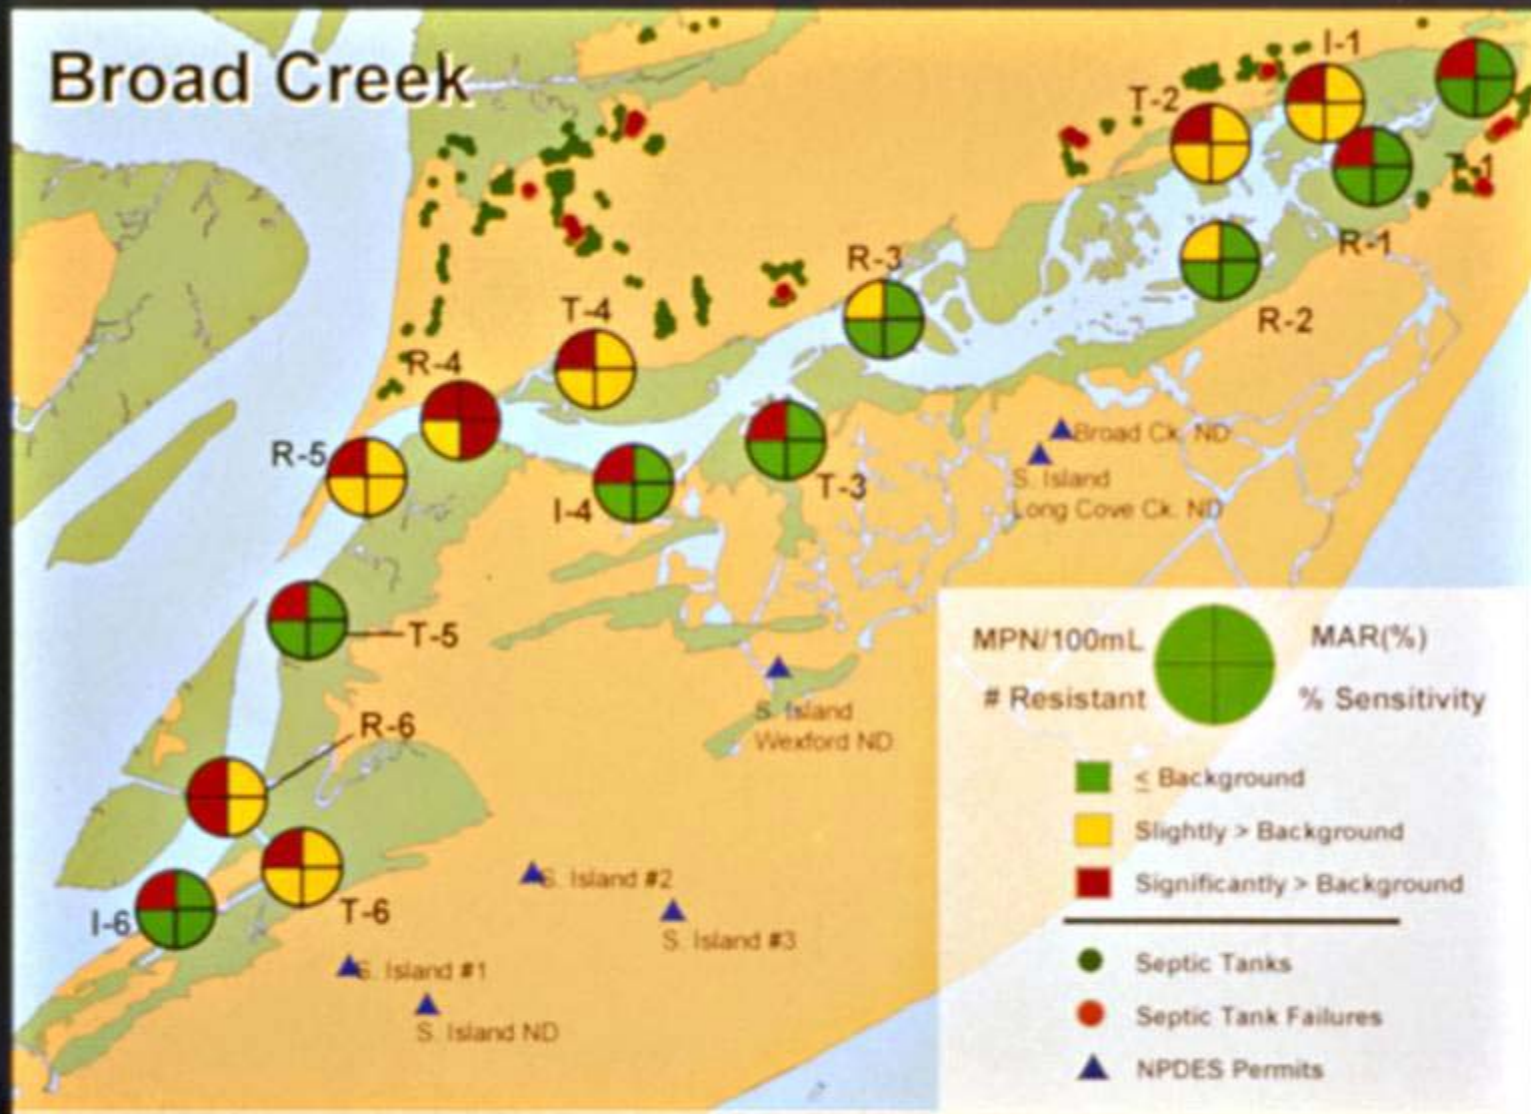 Broad Creek
I-1
T-2
T-1
R-1
R-3
R-2
T-4
R-4
R-5
Broad Ck. ND
S. Island
Long Cove Ck. ND
T-3
I-4
T-5
S. Island
Wexford ND
R-6
S. Island #2
S. Island #3
T-6
I-6
S. Island #1
S. Island ND
MPN/100mL
MAR(%)
# Resistant
% Sensitivity
≤ Background
Slightly > Background
Significantly > Background
Septic Tanks
Septic Tank Failures
NPDES Permits